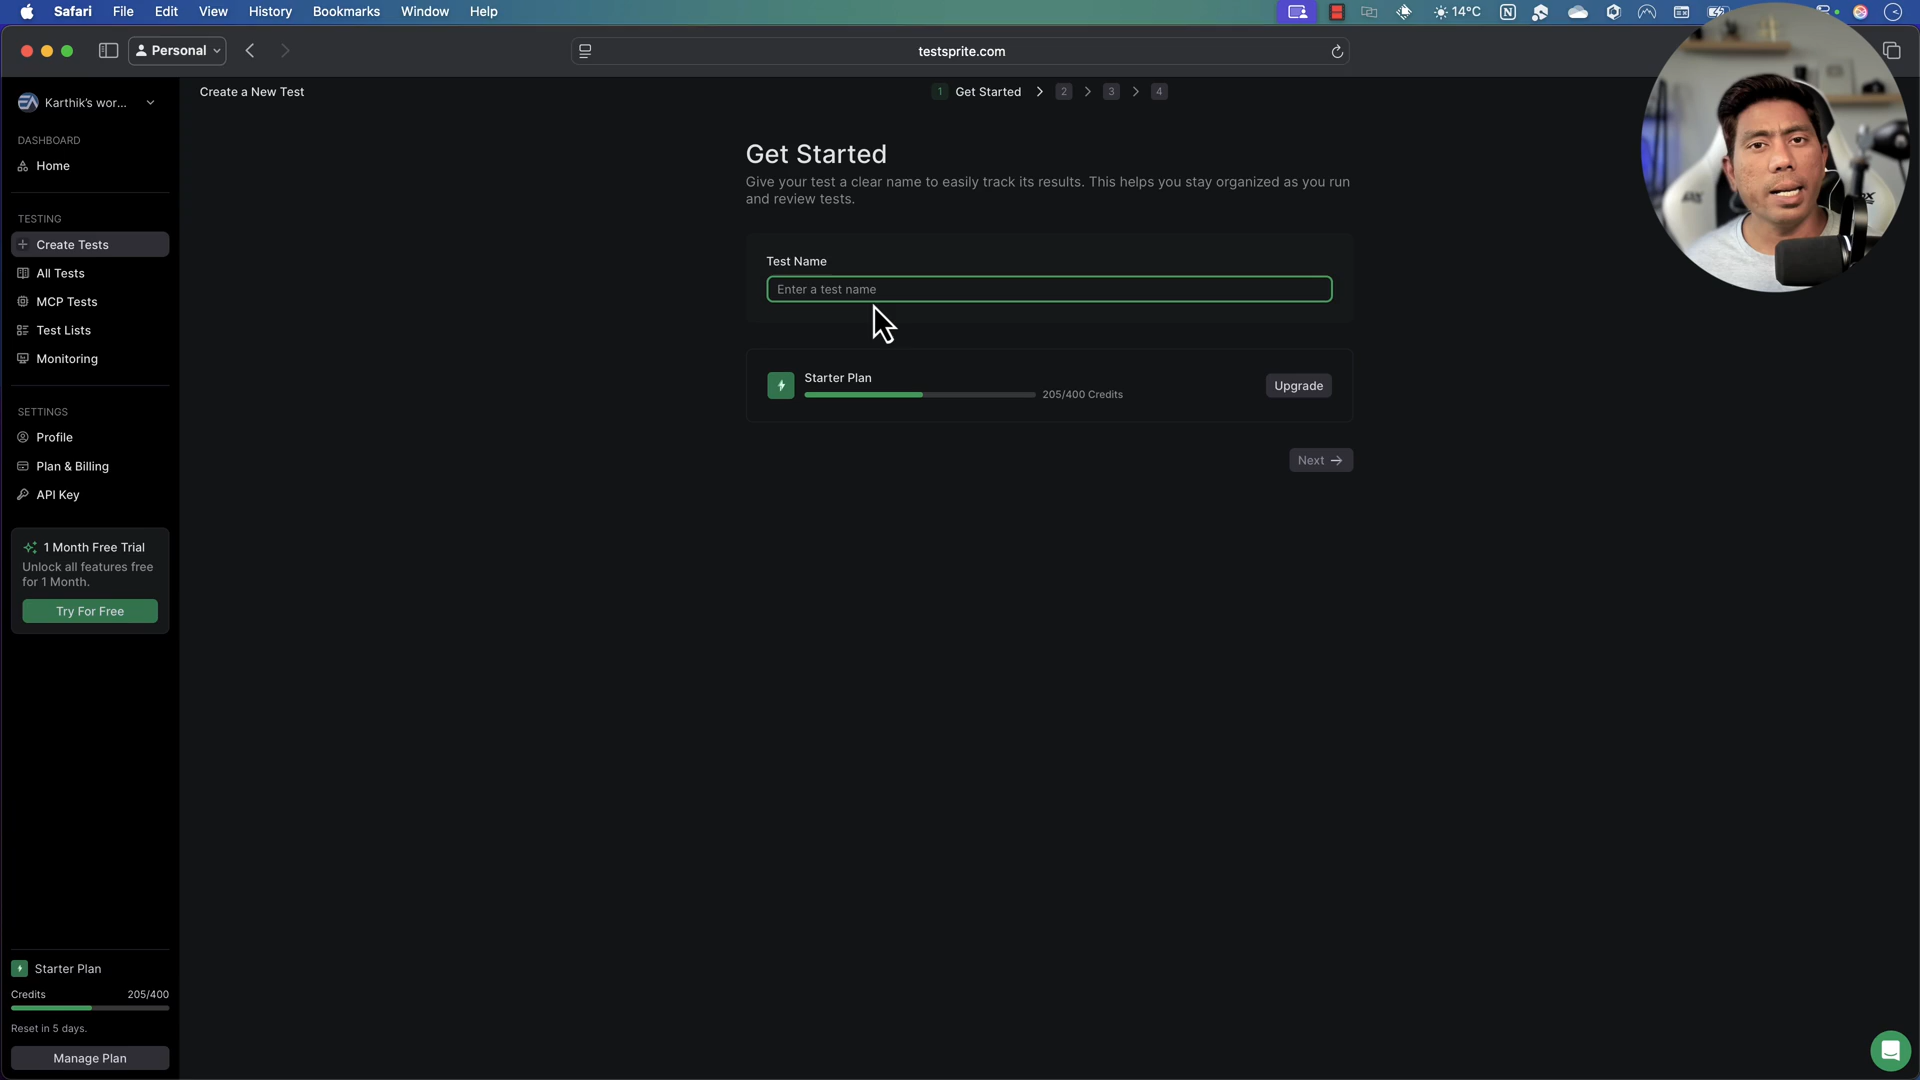 Safari File Edit View History Bookmarks Window Help
14°C
Personal
testsprite.com
Karthik's wor...
Create a New Test
1 Get Started 2 3 4
DASHBOARD
Home
TESTING
Create Tests
All Tests
MCP Tests
Test Lists
Monitoring
SETTINGS
Profile
Plan & Billing
API Key
1 Month Free Trial
Unlock all features free
for 1 Month.
Try For Free
Starter Plan
Credits 205/400
Reset in 5 days.
Manage Plan
Get Started
Give your test a clear name to easily track its results. This helps you stay organized as you run
and review tests.
Test Name
Enter a test name
Starter Plan
205/400 Credits
Upgrade
Next